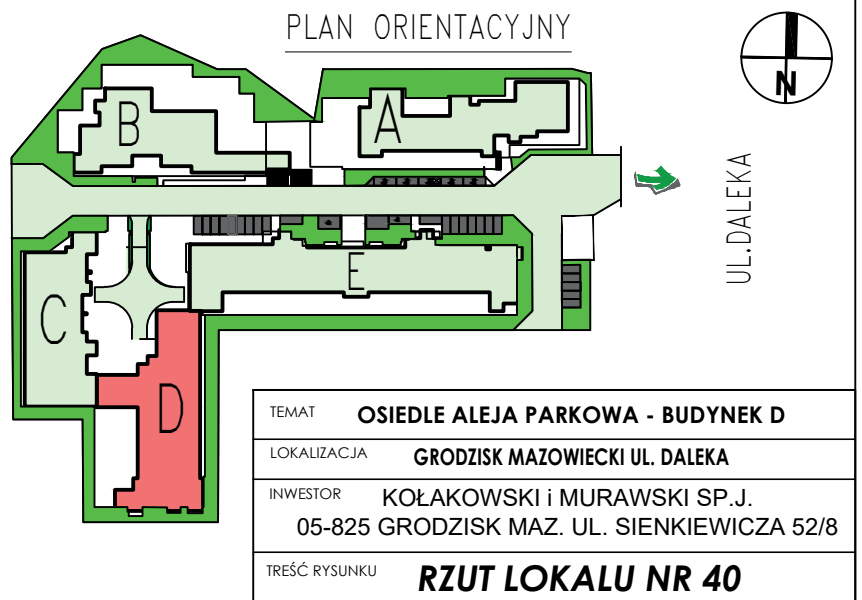 PLAN ORIENTACYJNY
N
B
A
UL.DALEKA
E
C
D
TEMAT OSIEDLE ALEJA PARKOWA - BUDYNEK D
LOKALIZACJA GRODZISK MAZOWIECKI UL. DALEKA
INWESTOR KOŁAKOWSKI i MURAWSKI SP.J.
05-825 GRODZISK MAZ. UL. SIENKIEWICZA 52/8
TREŚĆ RYSUNKU RZUT LOKALU NR 40